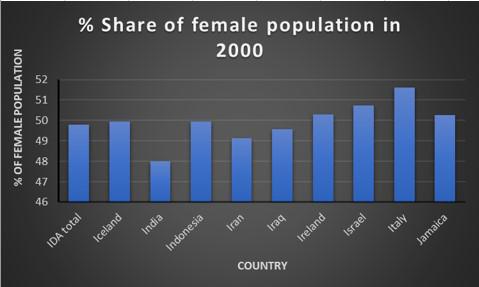 % Share of female population in
2000
% OF FEMALE POPULATION
52
51
50
49
48
47
46
IDA total
Iceland
India
Indonesia
Iran
Iraq
Ireland
Israel
Italy
Jamaica
COUNTRY